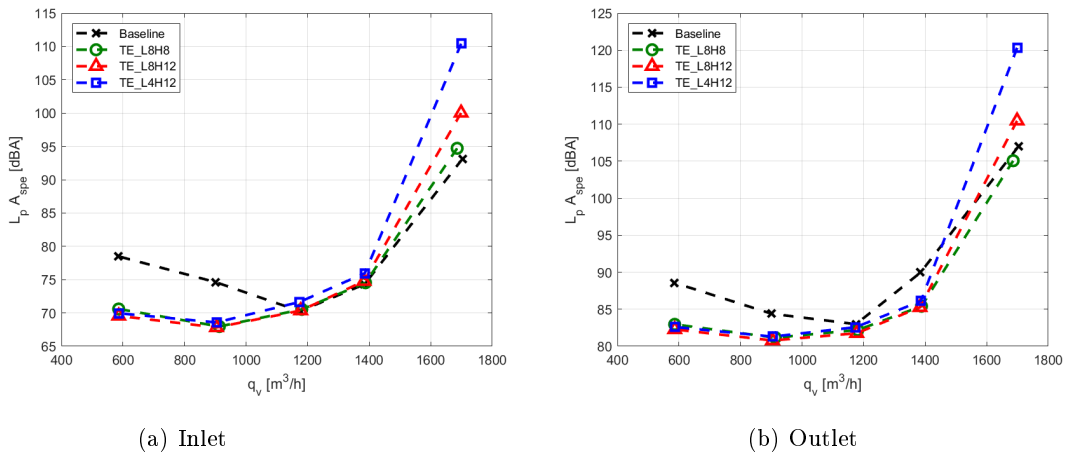 115
110
105
100
95
90
85
80
75
70
65
400
600
800
1000
1200
1400
1600
1800
L_p A_spe [dBA]
q_v [m^3/h]
Baseline
TE_L8H8
TE_L8H12
TE_L4H12
(a) Inlet
125
120
115
110
105
100
95
90
85
80
400
600
800
1000
1200
1400
1600
1800
L_p A_spe [dBA]
q_v [m^3/h]
Baseline
TE_L8H8
TE_L8H12
TE_L4H12
(b) Outlet